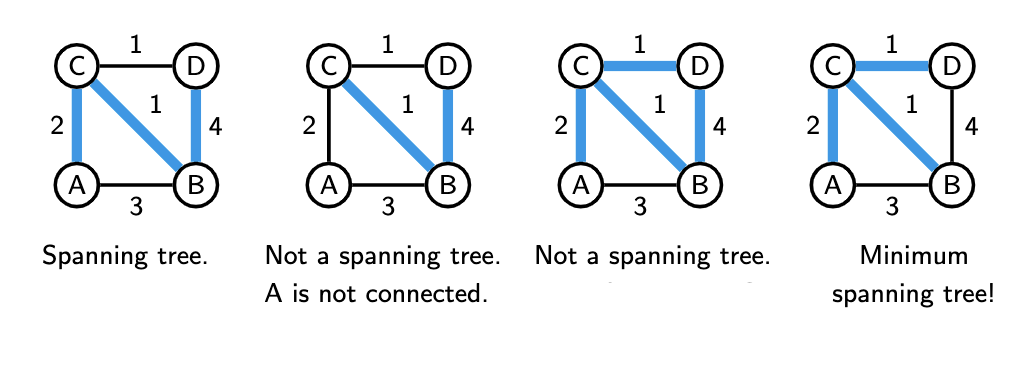 1 1 1 1
C D C D C D C D
1 1 1 1
2 4 2 4 2 4 2 4
A B A B A B A B
3 3 3 3
Spanning tree. Not a spanning tree. Not a spanning tree. Minimum
A is not connected. spanning tree!